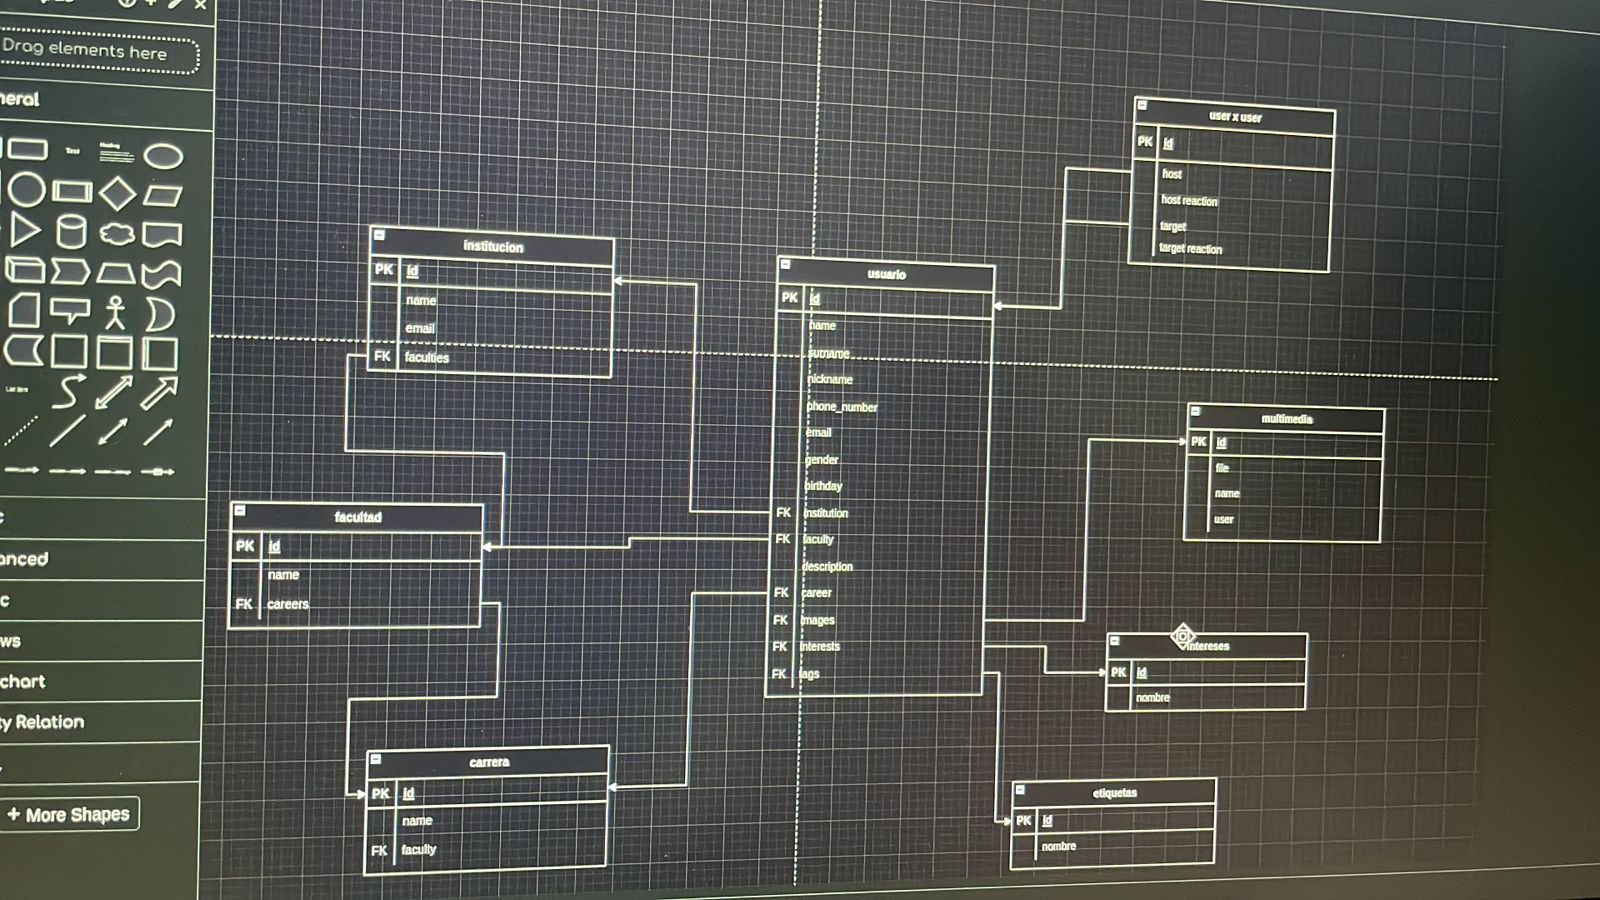 Drag elements here
neral
Text
Heading
List Item
c
anced
c
ws
chart
ty Relation
+ More Shapes
institucion
PK id
name
email
FK faculties
facultad
PK id
name
FK careers
carrera
PK id
name
FK faculty
usuario
PK id
name
surname
nickname
phone_number
email
gender
birthday
FK institution
FK faculty
description
FK career
FK images
FK interests
FK tags
user x user
PK id
host
host reaction
target
target reaction
multimedia
PK id
file
name
user
intereses
PK id
nombre
etiquetas
PK id
nombre